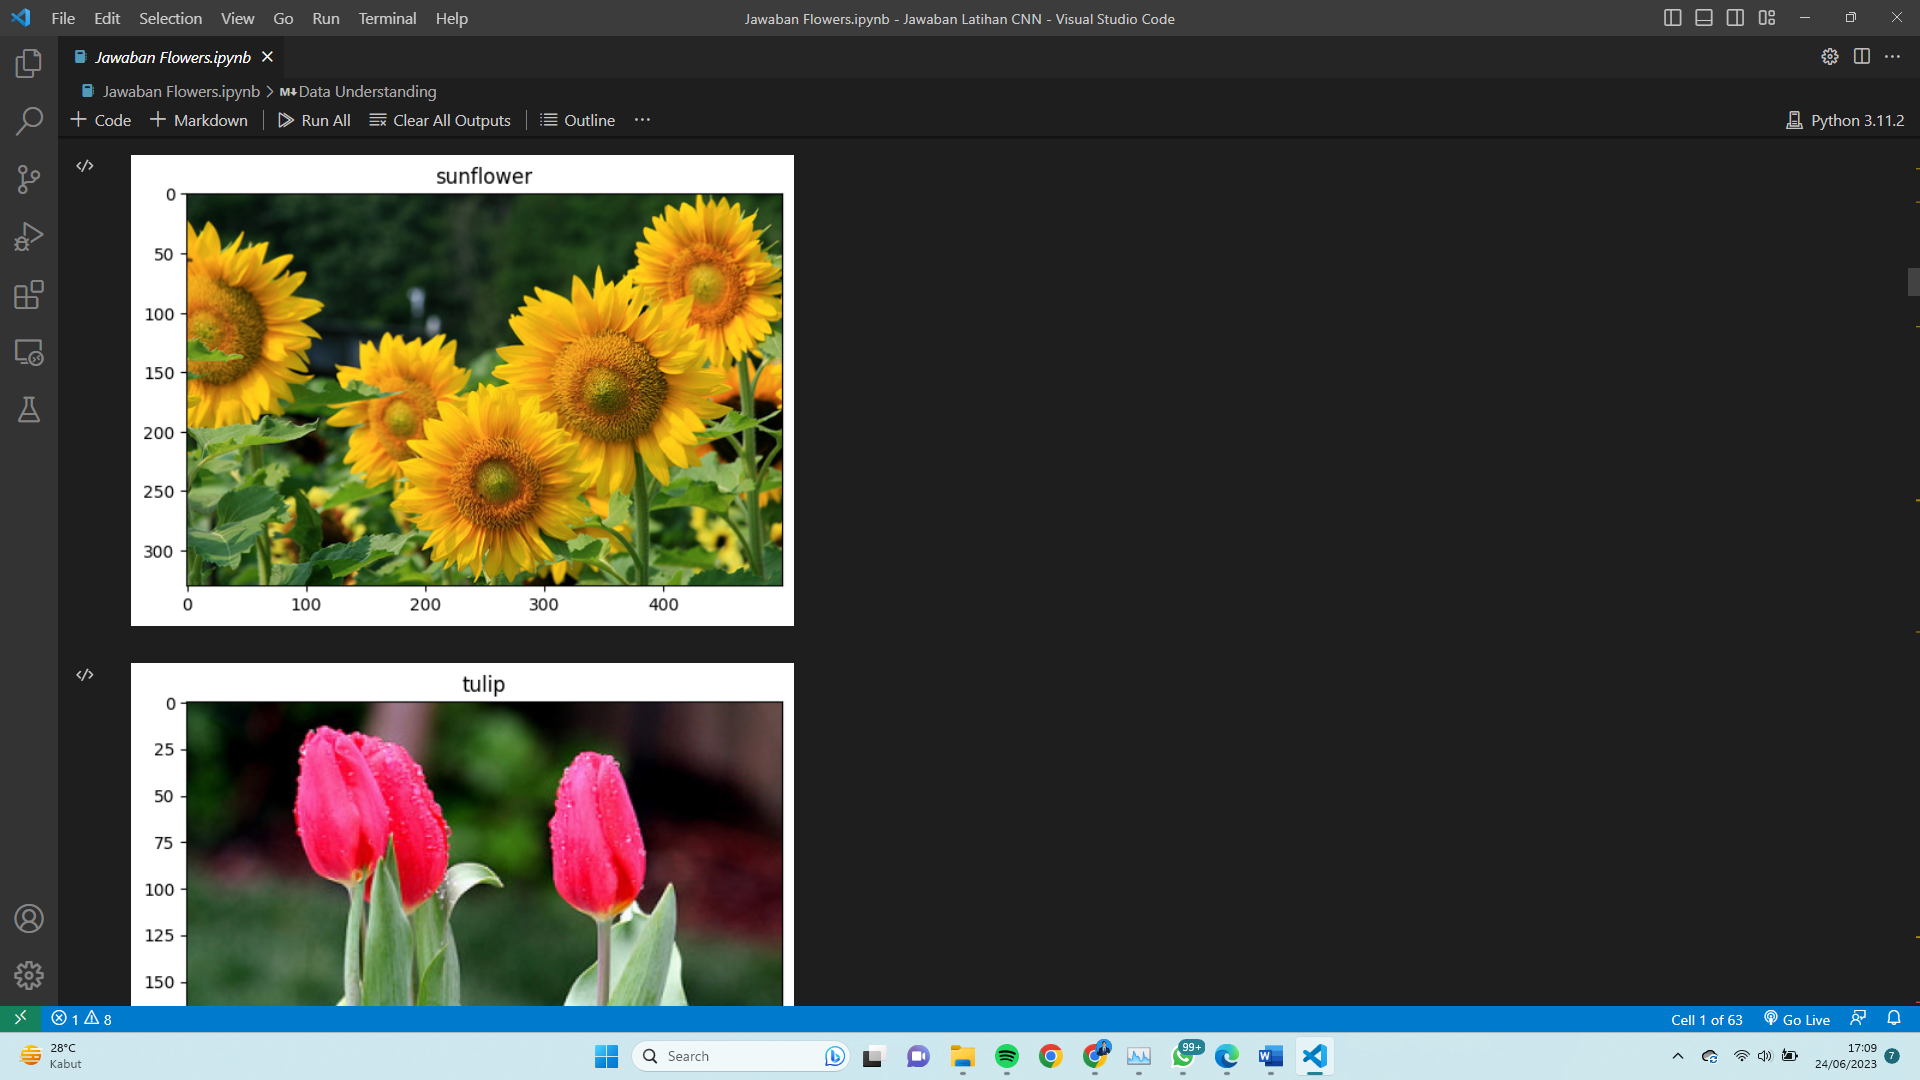 File Edit Selection View Go Run Terminal Help
Jawaban Flowers.ipynb - Jawaban Latihan CNN - Visual Studio Code
Jawaban Flowers.ipynb
Jawaban Flowers.ipynb > M↓ Data Understanding
+ Code + Markdown Run All Clear All Outputs Outline ...
Python 3.11.2
sunflower
0
50
100
150
200
250
300
0 100 200 300 400
tulip
0
25
50
75
100
125
150
1 8
Cell 1 of 63 Go Live
28°C
Kabut
Search
99+
17:09
24/06/2023
7